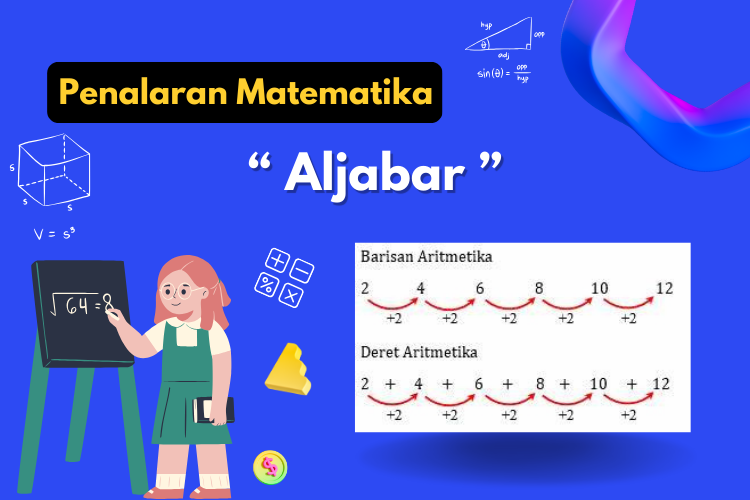 hyp
opp
θ
adj
sin(θ) = opp/hyp
Penalaran Matematika
“ Aljabar ”
s
s
s
V = s³
√64 = 8
+ −
% ×
$
Barisan Aritmetika
2 4 6 8 10 12
+2 +2 +2 +2 +2
Deret Aritmetika
2 + 4 + 6 + 8 + 10 + 12
+2 +2 +2 +2 +2